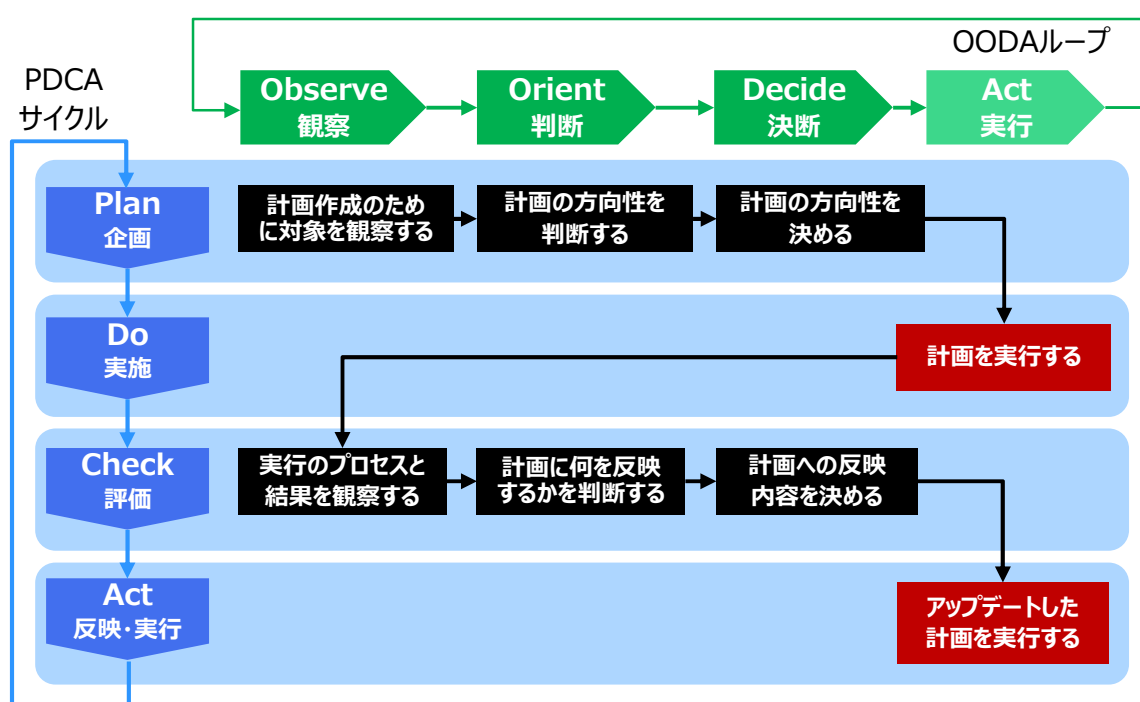 OODAループ
PDCA
サイクル
Observe
観察
Orient
判断
Decide
決断
Act
実行
Plan
企画
計画作成のため
に対象を観察する
計画の方向性を
判断する
計画の方向性を
決める
Do
実施
計画を実行する
Check
評価
実行のプロセスと
結果を観察する
計画に何を反映
するかを判断する
計画への反映
内容を決める
Act
反映・実行
アップデートした
計画を実行する